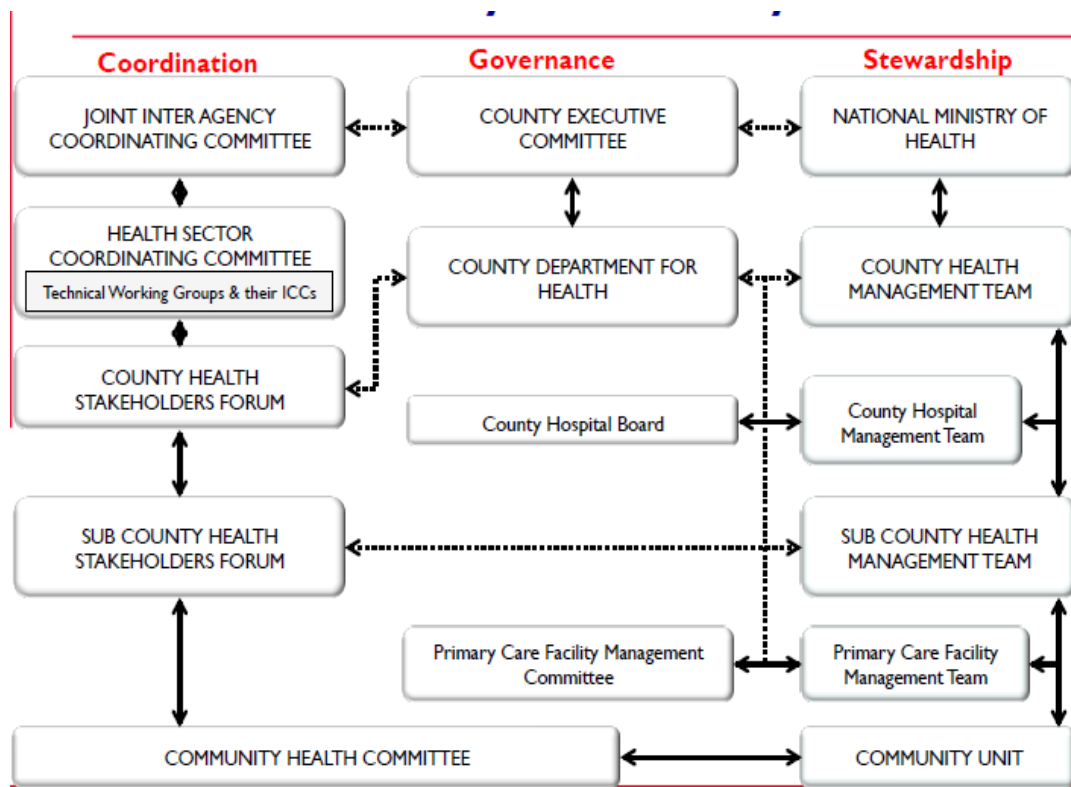 Coordination
Governance
Stewardship
JOINT INTER AGENCY
COORDINATING COMMITTEE
COUNTY EXECUTIVE
COMMITTEE
NATIONAL MINISTRY OF
HEALTH
HEALTH SECTOR
COORDINATING COMMITTEE
Technical Working Groups & their ICCs
COUNTY DEPARTMENT FOR
HEALTH
COUNTY HEALTH
MANAGEMENT TEAM
COUNTY HEALTH
STAKEHOLDERS FORUM
County Hospital Board
County Hospital
Management Team
SUB COUNTY HEALTH
STAKEHOLDERS FORUM
SUB COUNTY HEALTH
MANAGEMENT TEAM
Primary Care Facility Management
Committee
Primary Care Facility
Management Team
COMMUNITY HEALTH COMMITTEE
COMMUNITY UNIT